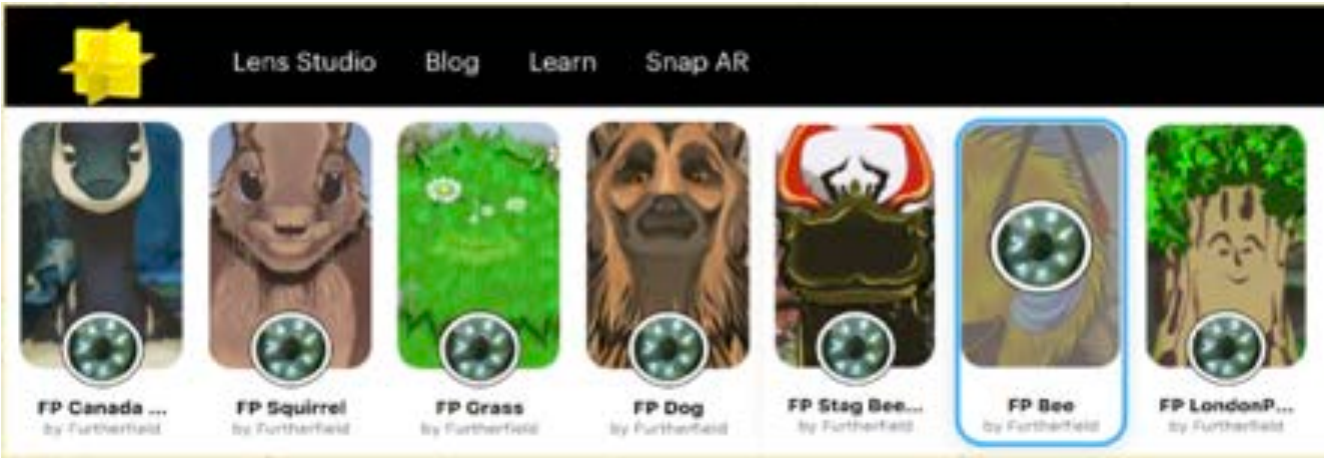 Lens Studio Blog Learn Snap AR
FP Canada ... FP Squirrel FP Grass FP Dog FP Stag Bee... FP Bee FP LondonP...
by Furtherfield by Furtherfield by Furtherfield by Furtherfield by Furtherfield by Furtherfield by Furtherfield